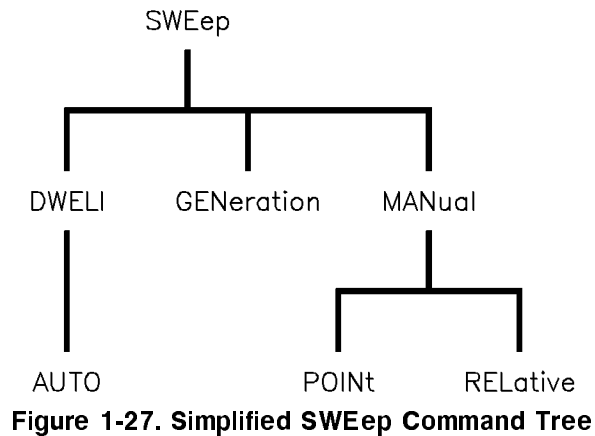 SWEep
DWELl GENeration MANual
AUTO POINt RELative
Figure 1-27. Simplified SWEep Command Tree